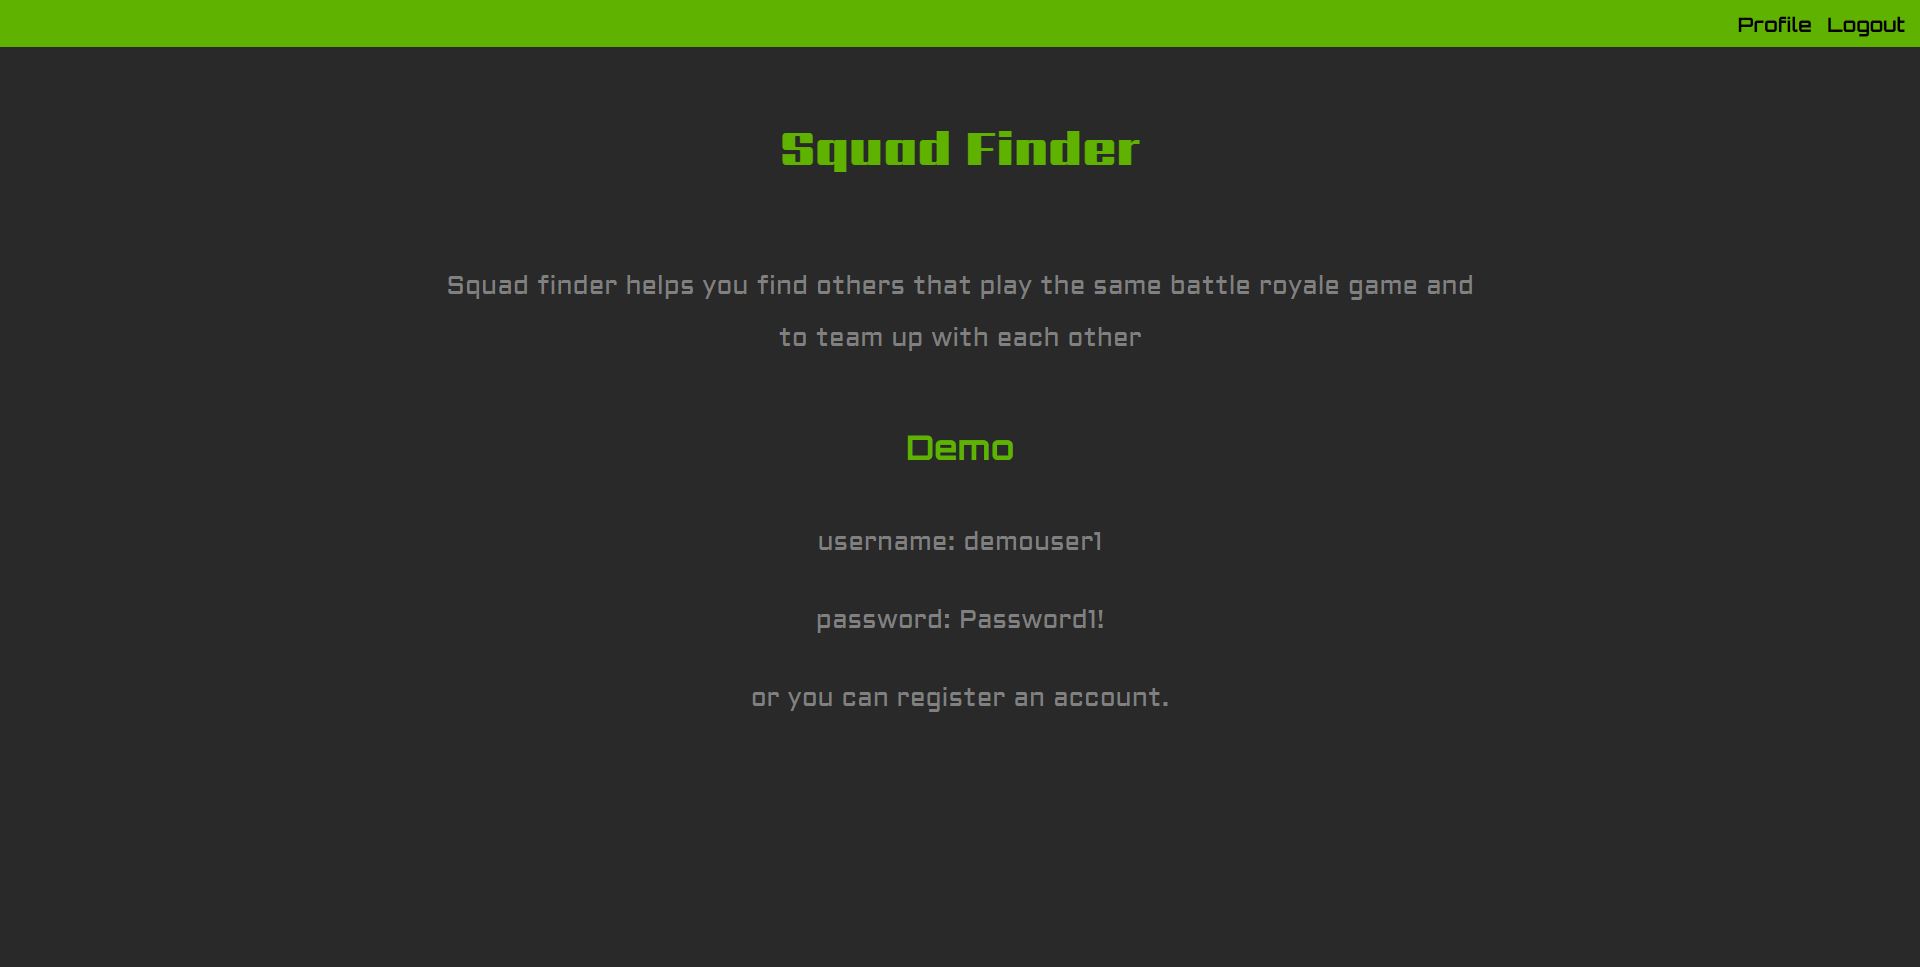 Profile Logout
Squad Finder
Squad finder helps you find others that play the same battle royale game and
to team up with each other
Demo
username: demouser1
password: Password1!
or you can register an account.